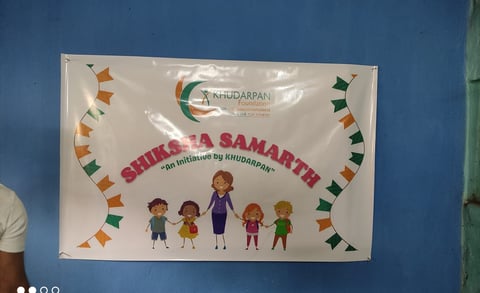 KHUDARPAN
Foundation
SHIKSHA SAMARTH
"An Initiative by KHUDARPAN"